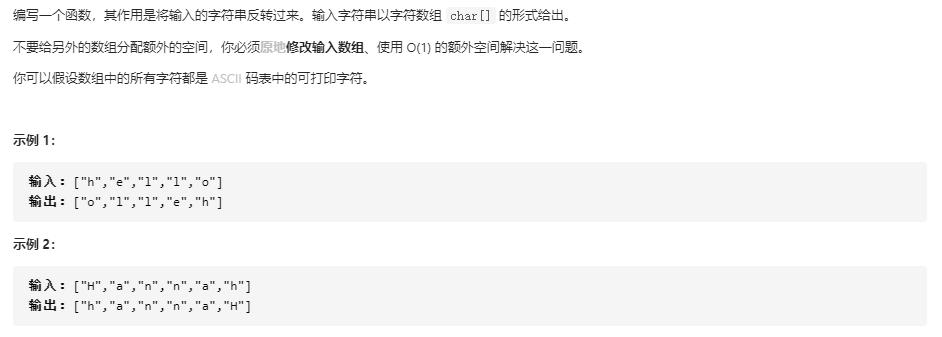 编写一个函数，其作用是将输入的字符串反转过来。输入字符串以字符数组 char[] 的形式给出。
不要给另外的数组分配额外的空间，你必须原地修改输入数组、使用 O(1) 的额外空间解决这一问题。
你可以假设数组中的所有字符都是 ASCII 码表中的可打印字符。
示例 1：
输入：["h","e","l","l","o"]
输出：["o","l","l","e","h"]
示例 2：
输入：["H","a","n","n","a","h"]
输出：["h","a","n","n","a","H"]